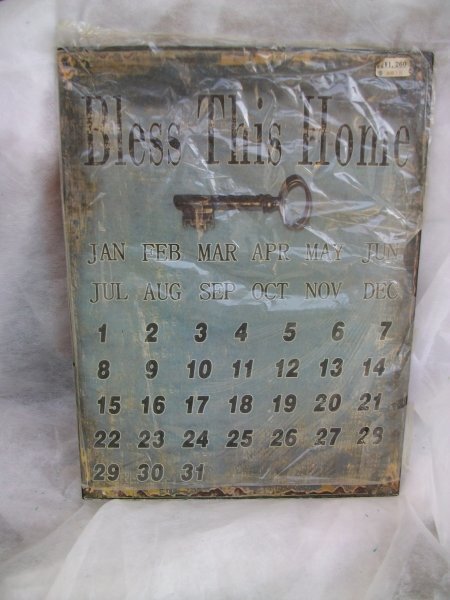 ¥1,260
Bless This Home
JAN FEB MAR APR MAY JUN
JUL AUG SEP OCT NOV DEC
1 2 3 4 5 6 7
8 9 10 11 12 13 14
15 16 17 18 19 20 21
22 23 24 25 26 27 28
29 30 31